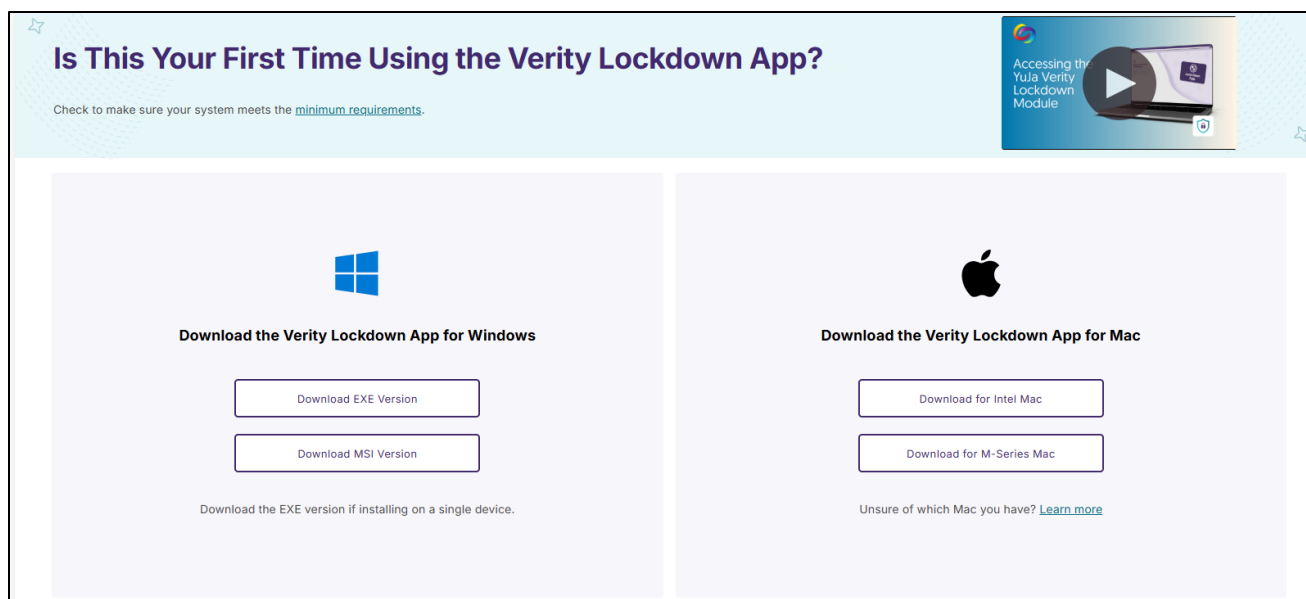 Is This Your First Time Using the Verity Lockdown App?
Check to make sure your system meets the minimum requirements.
Accessing the
YuJa Verity
Lockdown
Module
Download the Verity Lockdown App for Windows
Download EXE Version
Download MSI Version
Download the EXE version if installing on a single device.
Download the Verity Lockdown App for Mac
Download for Intel Mac
Download for M-Series Mac
Unsure of which Mac you have? Learn more